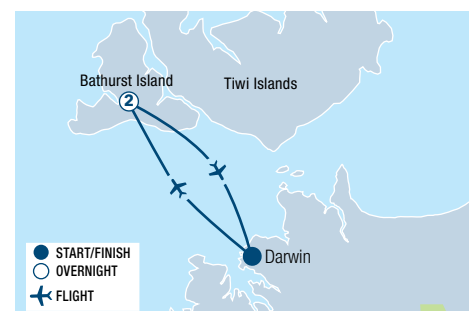 Bathurst Island
Tiwi Islands
2
Darwin
START/FINISH
OVERNIGHT
FLIGHT